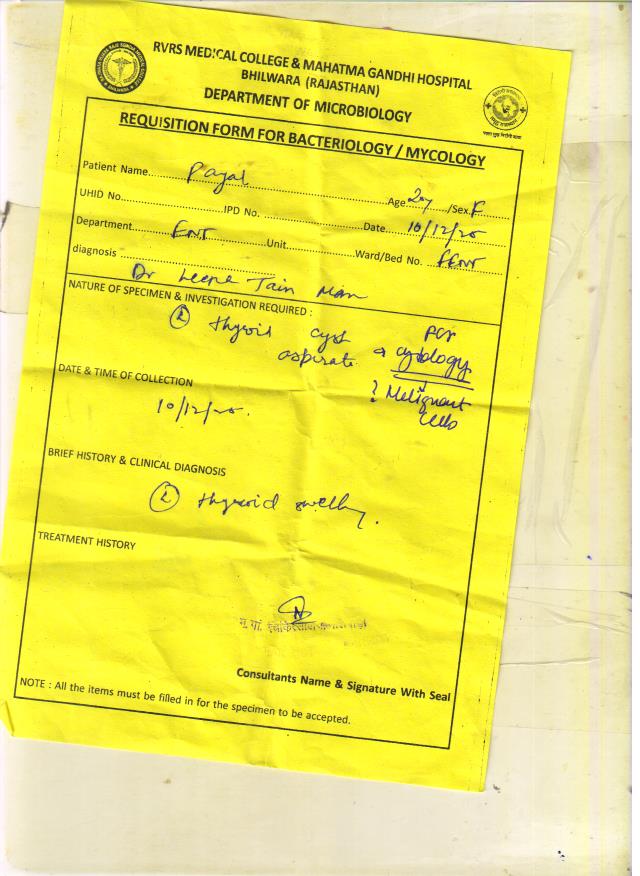 RVRS MEDICAL COLLEGE & MAHATMA GANDHI HOSPITAL
BHILWARA (RAJASTHAN)
DEPARTMENT OF MICROBIOLOGY
REQUISITION FORM FOR BACTERIOLOGY / MYCOLOGY
Patient Name Payal Age 20y /Sex F
UHID No. IPD No. Date 10/12/20
Department ENT Unit Ward/Bed No. FENT
diagnosis
Dr Leena Jain Mam
NATURE OF SPECIMEN & INVESTIGATION REQUIRED :
(L) thyroid cyst aspirate
for
→ cytology
? Malignant
cells
DATE & TIME OF COLLECTION
10/12/20.
BRIEF HISTORY & CLINICAL DIAGNOSIS
(L) thyroid swelling.
TREATMENT HISTORY
Consultants Name & Signature With Seal
NOTE : All the items must be filled in for the specimen to be accepted.